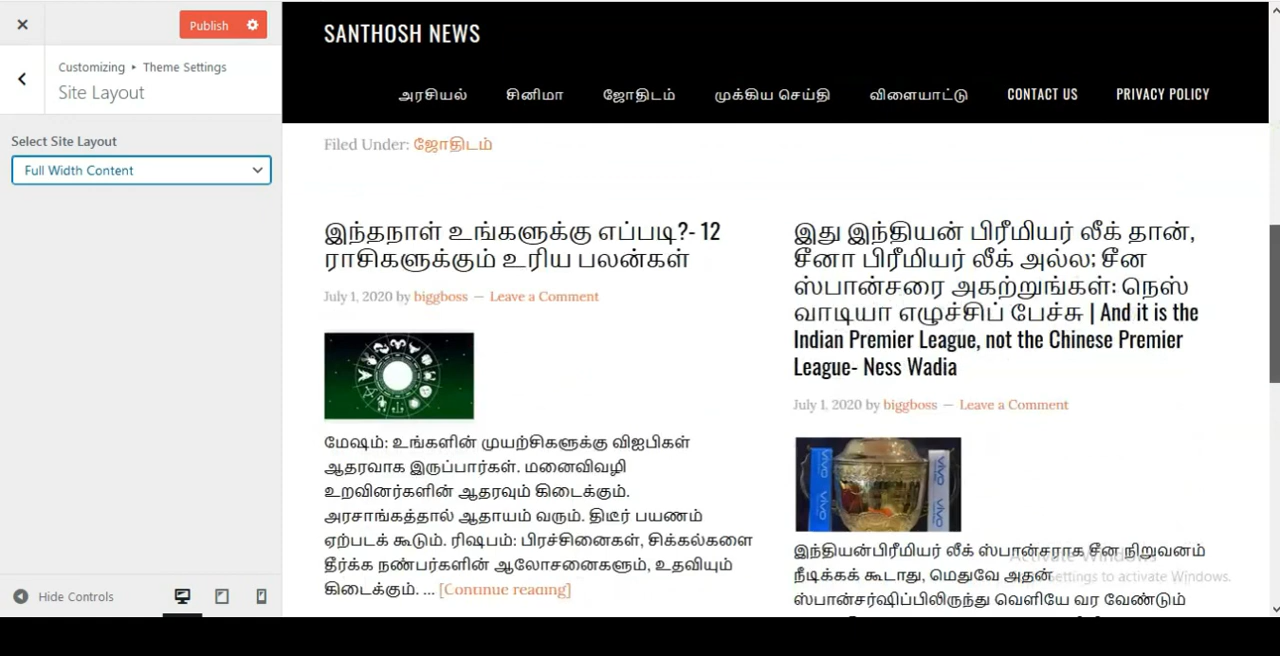 Publish
Customizing ▸ Theme Settings
Site Layout
Select Site Layout
Full Width Content
Hide Controls
SANTHOSH NEWS
அரசியல் சினிமா ஜோதிடம் முக்கிய செய்தி விளையாட்டு CONTACT US PRIVACY POLICY
Filed Under: ஜோதிடம்
இந்தநாள் உங்களுக்கு எப்படி?- 12
ராசிகளுக்கும் உரிய பலன்கள்
July 1, 2020 by biggboss — Leave a Comment
மேஷம்: உங்களின் முயற்சிகளுக்கு விஐபிகள்
ஆதரவாக இருப்பார்கள். மனைவிவழி
உறவினர்களின் ஆதரவும் கிடைக்கும்.
அரசாங்கத்தால் ஆதாயம் வரும். திடீர் பயணம்
ஏற்படக் கூடும். ரிஷபம்: பிரச்சினைகள், சிக்கல்களை
தீர்க்க நண்பர்களின் ஆலோசனைகளும், உதவியும்
கிடைக்கும். ... [Continue reading]
இது இந்தியன் பிரீமியர் லீக் தான்,
சீனா பிரீமியர் லீக் அல்ல; சீன
ஸ்பான்சரை அகற்றுங்கள்: நெஸ்
வாடியா எழுச்சிப் பேச்சு | And it is the
Indian Premier League, not the Chinese Premier
League- Ness Wadia
July 1, 2020 by biggboss — Leave a Comment
VIVO VIVO VIVO VIVO
இந்தியன்பிரீமியர் லீக் ஸ்பான்சராக சீன நிறுவனம்
நீடிக்கக் கூடாது, மெதுவே அதன்
ஸ்பான்சர்ஷிப்பிலிருந்து வெளியே வர வேண்டும்
Activate Windows
settings to activate Windows.